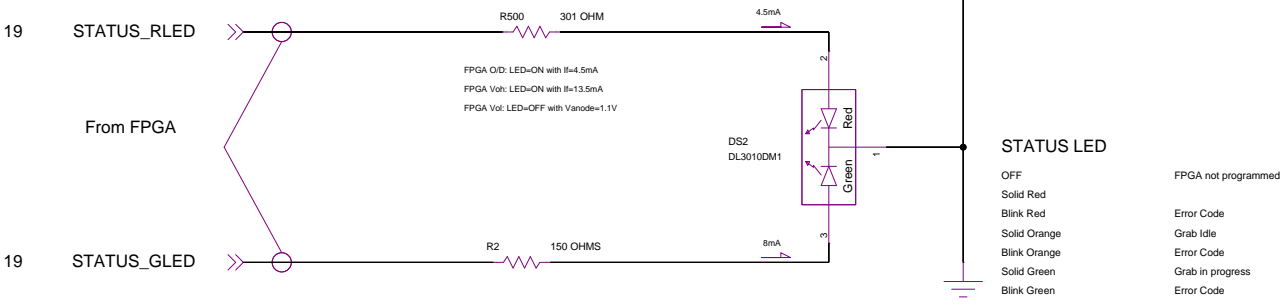 19 STATUS_RLED
R500 301 OHM
4.5mA
2
FPGA O/D: LED=ON with If=4.5mA
FPGA Voh: LED=ON with If=13.5mA
FPGA Vol: LED=OFF with Vanode=1.1V
From FPGA
Red
DS2
DL3010DM1
1
Green
3
19 STATUS_GLED
R2 150 OHMS
8mA
STATUS LED
OFF FPGA not programmed
Solid Red
Blink Red Error Code
Solid Orange Grab Idle
Blink Orange Error Code
Solid Green Grab in progress
Blink Green Error Code